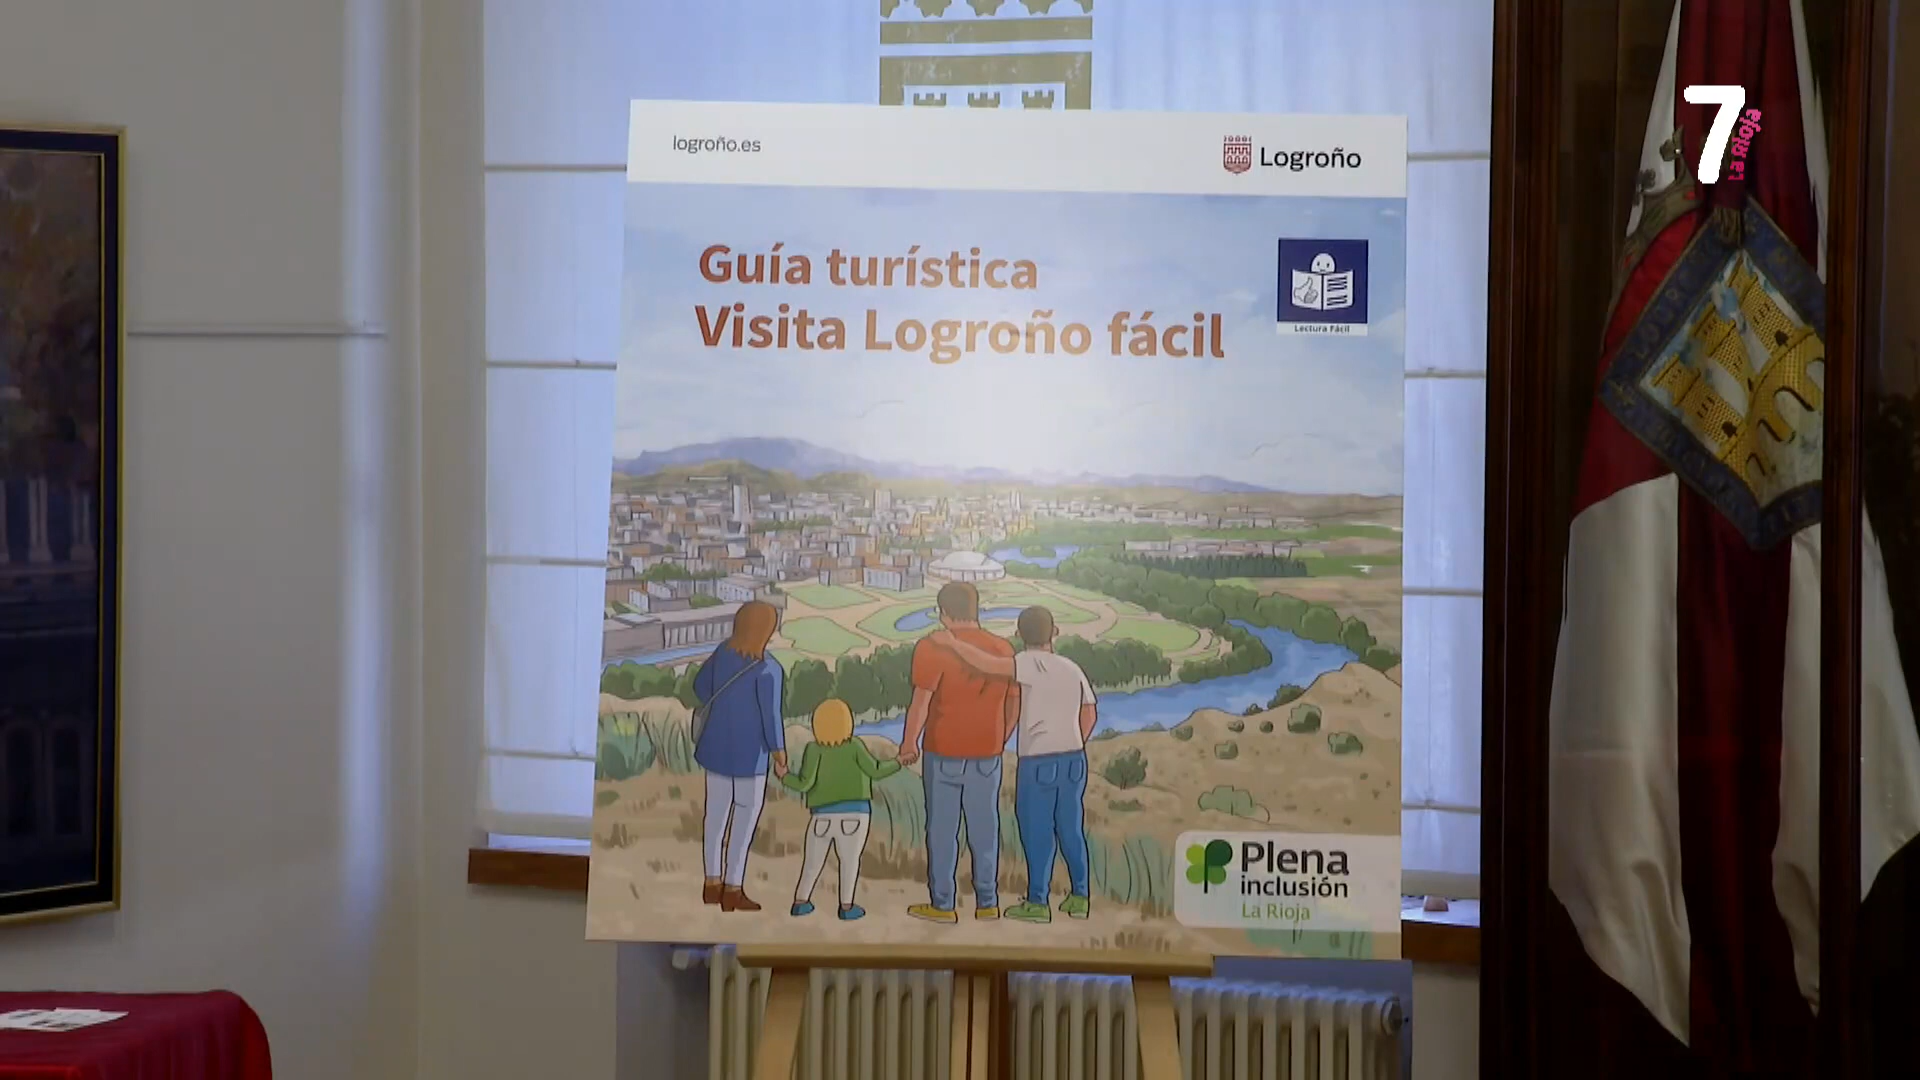 logroño.es
Logroño
7
La Rioja
Guía turística
Visita Logroño fácil
Lectura Fácil
Plena
inclusión
La Rioja